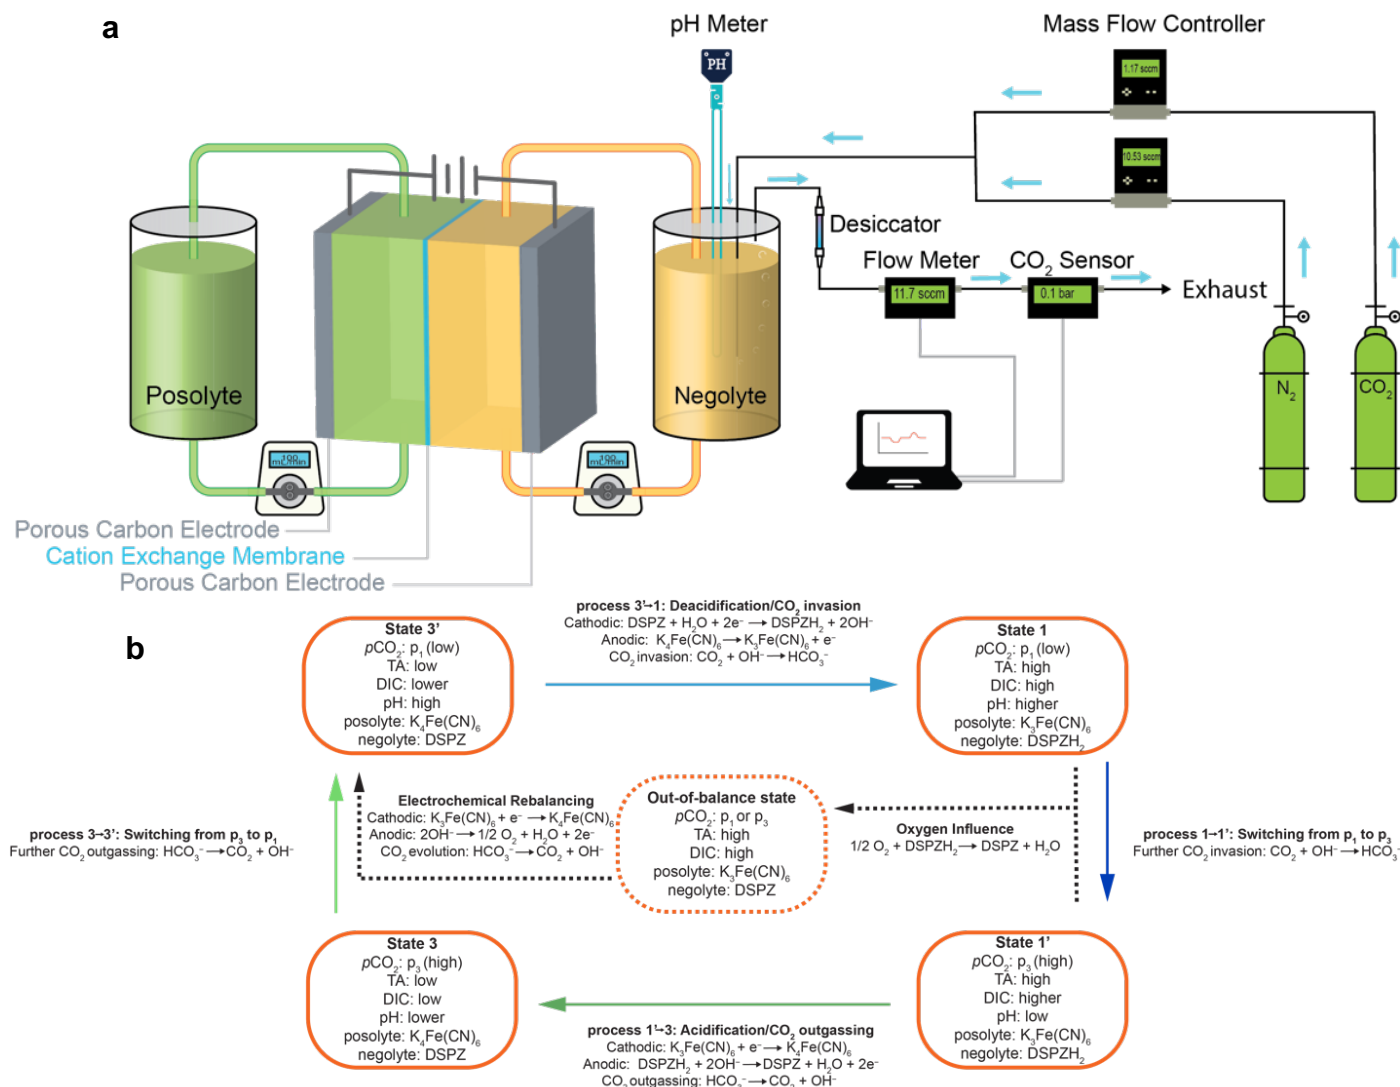 a
pH Meter
Mass Flow Controller
PH
1.17 sccm
10.53 sccm
Desiccator
Flow Meter
CO₂ Sensor
11.7 sccm
0.1 bar
Exhaust
Posolyte
Negolyte
N₂
CO₂
100
mL/min
100
mL/min
Porous Carbon Electrode
Cation Exchange Membrane
Porous Carbon Electrode
b
process 3'→1: Deacidification/CO₂ invasion
Cathodic: DSPZ + H₂O + 2e⁻ → DSPZH₂ + 2OH⁻
Anodic: K₄Fe(CN)₆ → K₃Fe(CN)₆ + e⁻
CO₂ invasion: CO₂ + OH⁻ → HCO₃⁻
State 3'
pCO₂: p₁ (low)
TA: low
DIC: lower
pH: high
posolyte: K₄Fe(CN)₆
negolyte: DSPZ
State 1
pCO₂: p₁ (low)
TA: high
DIC: high
pH: higher
posolyte: K₃Fe(CN)₆
negolyte: DSPZH₂
Electrochemical Rebalancing
Cathodic: K₃Fe(CN)₆ + e⁻ → K₄Fe(CN)₆
Anodic: 2OH⁻ → 1/2 O₂ + H₂O + 2e⁻
CO₂ evolution: HCO₃⁻ → CO₂ + OH⁻
Out-of-balance state
pCO₂: p₁ or p₃
TA: high
DIC: high
posolyte: K₃Fe(CN)₆
negolyte: DSPZ
Oxygen Influence
1/2 O₂ + DSPZH₂ → DSPZ + H₂O
process 3→3': Switching from p₃ to p₁
Further CO₂ outgassing: HCO₃⁻ → CO₂ + OH⁻
process 1→1': Switching from p₁ to p₃
Further CO₂ invasion: CO₂ + OH⁻ → HCO₃⁻
State 3
pCO₂: p₃ (high)
TA: low
DIC: low
pH: lower
posolyte: K₄Fe(CN)₆
negolyte: DSPZ
State 1'
pCO₂: p₃ (high)
TA: high
DIC: higher
pH: low
posolyte: K₃Fe(CN)₆
negolyte: DSPZH₂
process 1'→3: Acidification/CO₂ outgassing
Cathodic: K₃Fe(CN)₆ + e⁻ → K₄Fe(CN)₆
Anodic: DSPZH₂ + 2OH⁻ → DSPZ + H₂O + 2e⁻
CO₂ outgassing: HCO₃⁻ → CO₂ + OH⁻